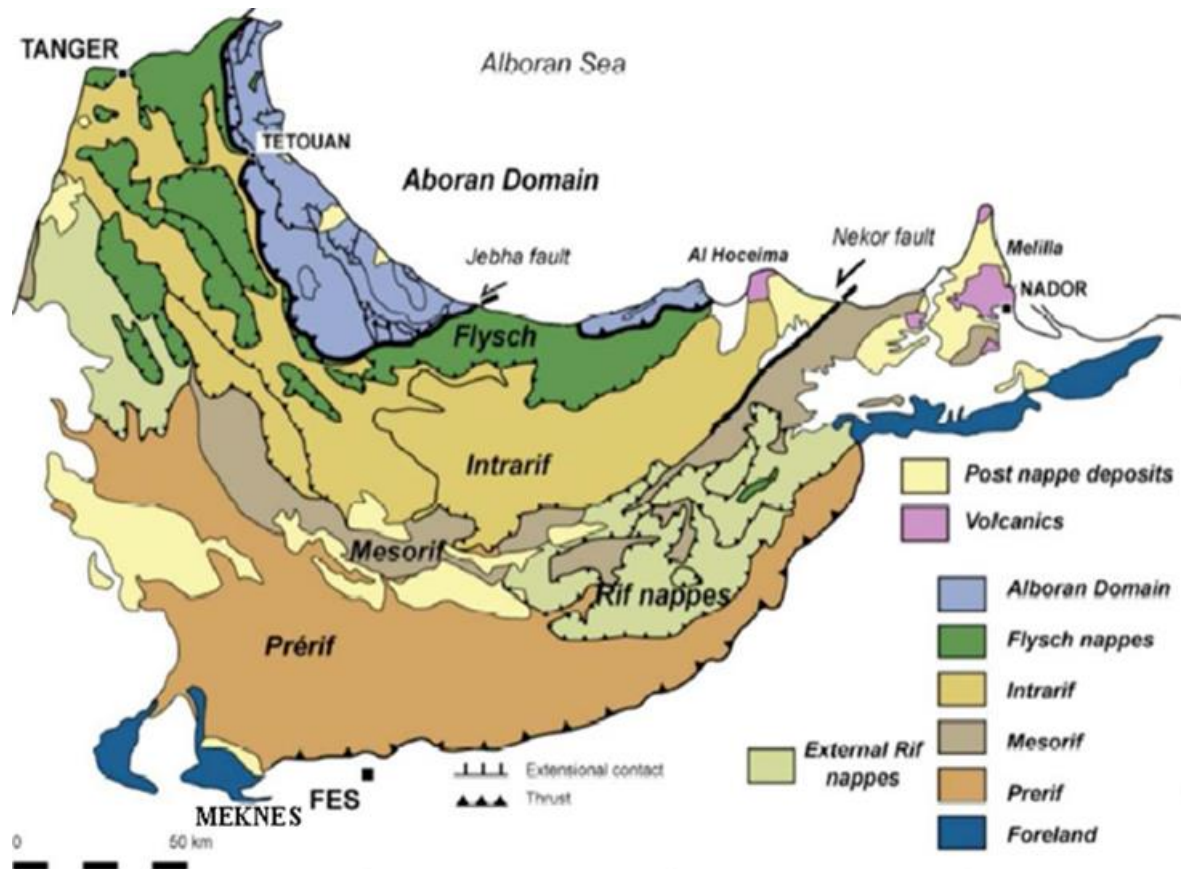 TANGER
Alboran Sea
TETOUAN
Aboran Domain
Jebha fault
Al Hoceima
Nekor fault
Melilla
NADOR
Flysch
Intrarif
Mesorif
Rif nappes
Prérif
FES
MEKNES
0 50 km
Extensional contact
Thrust
Post nappe deposits
Volcanics
Alboran Domain
Flysch nappes
Intrarif
Mesorif
External Rif
nappes
Prerif
Foreland